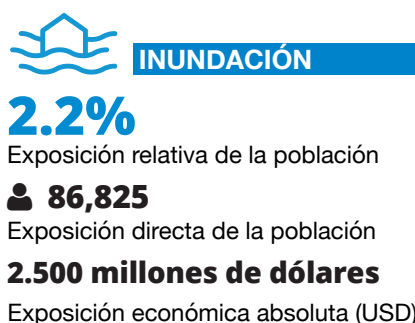 INUNDACIÓN
2.2%
Exposición relativa de la población
86,825
Exposición directa de la población
2.500 millones de dólares
Exposición económica absoluta (USD)